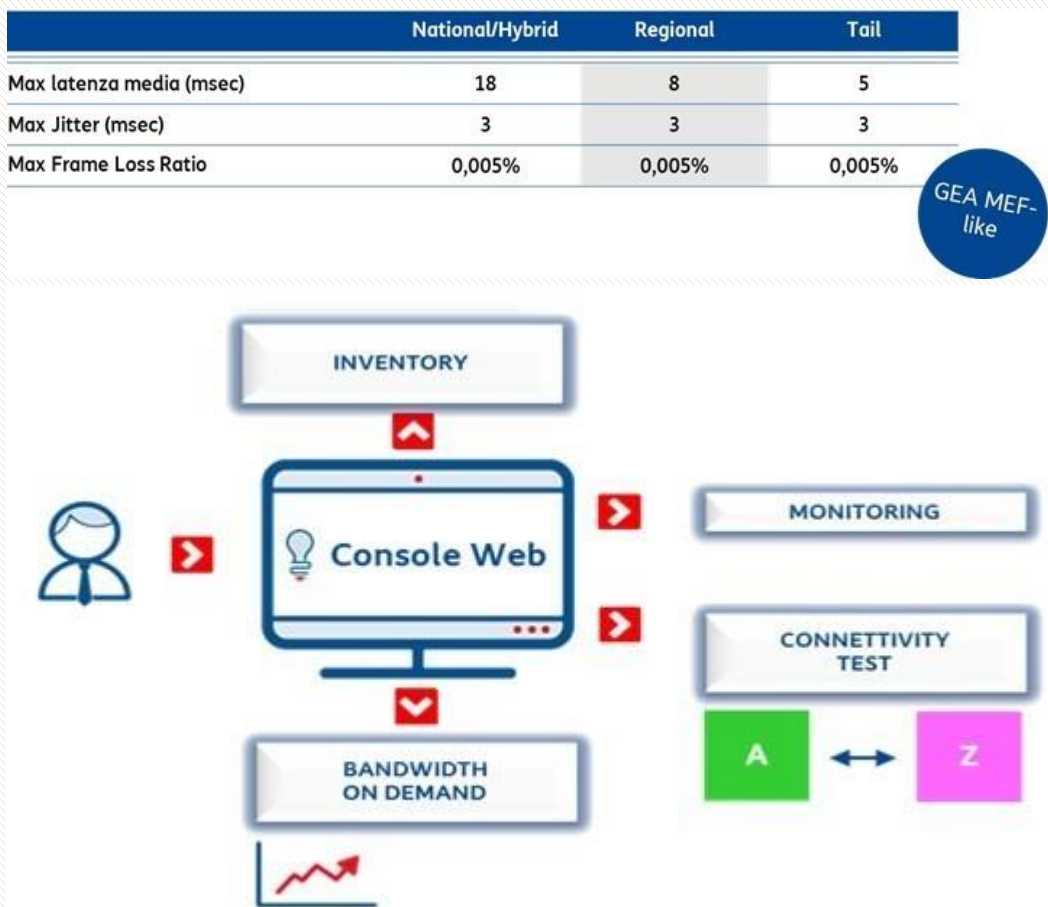 National/Hybrid Regional Tail
Max latenza media (msec) 18 8 5
Max Jitter (msec) 3 3 3
Max Frame Loss Ratio 0,005% 0,005% 0,005%
GEA MEF-
like
INVENTORY
Console Web
MONITORING
CONNETTIVITY
TEST
A Z
BANDWIDTH
ON DEMAND